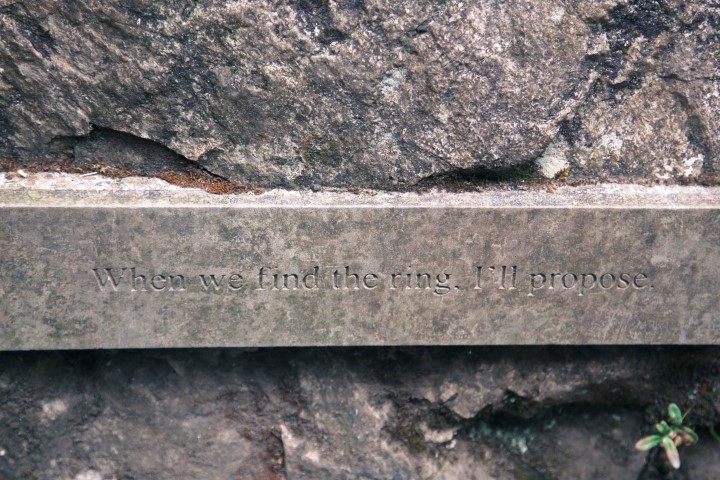 When we find the ring, I'll propose.